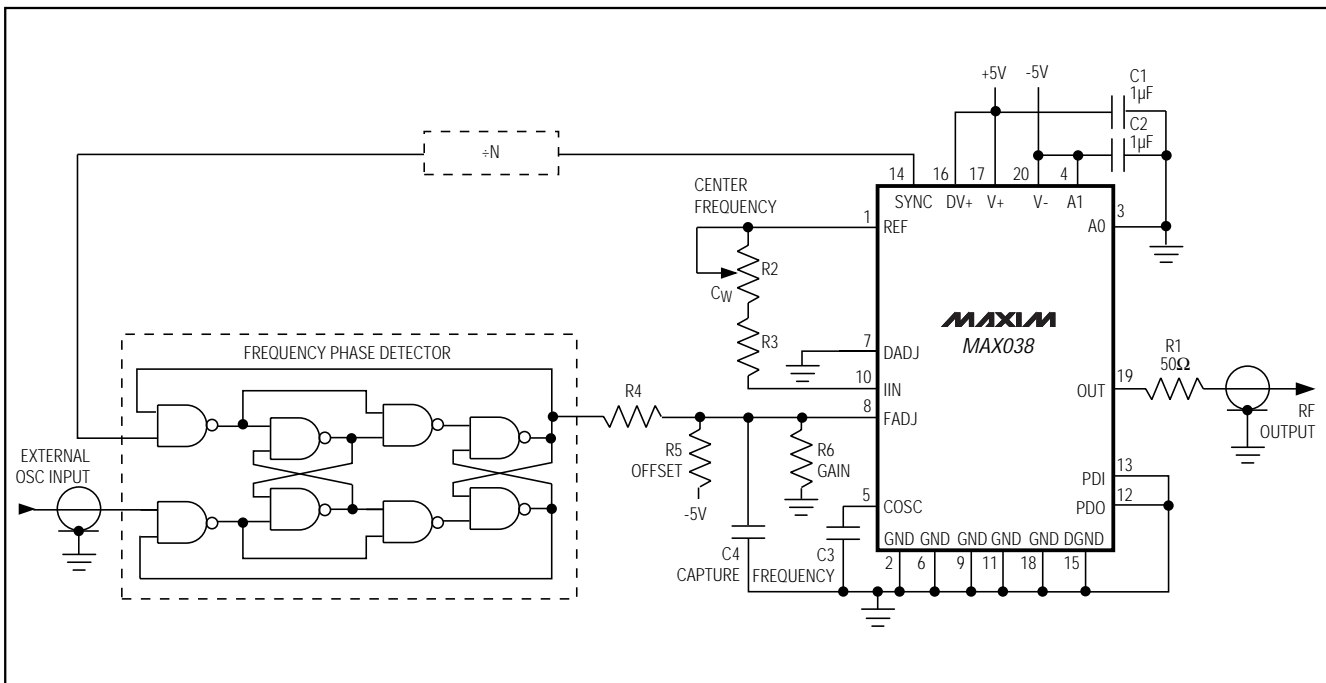 +5V
-5V
C1
1µF
C2
1µF
÷N
14
16
17
20
4
SYNC
DV+
V+
V-
A1
CENTER
FREQUENCY
1
REF
3
A0
R2
CW
R3
MAXIM
MAX038
7
DADJ
FREQUENCY PHASE DETECTOR
R1
50Ω
10
IIN
19
OUT
R4
8
FADJ
RF
OUTPUT
R5
OFFSET
R6
GAIN
EXTERNAL
OSC INPUT
13
PDI
-5V
5
COSC
12
PDO
C4
CAPTURE
C3
FREQUENCY
GND
GND
GND
GND
GND
DGND
2
6
9
11
18
15